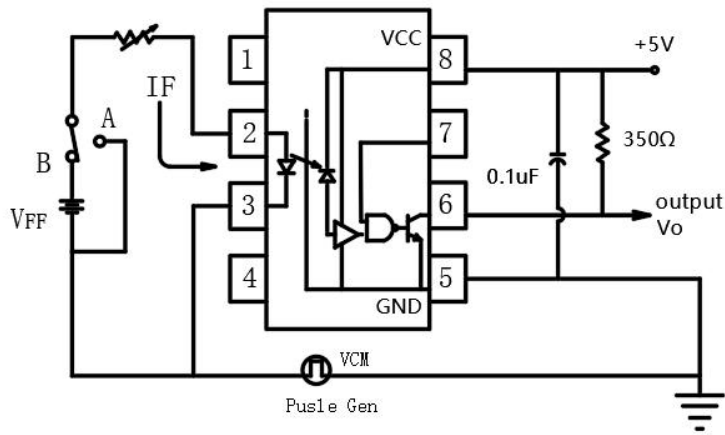 VCC
+5V
1
8
IF
A
2
7
350Ω
B
0.1uF
VFF
3
6
output
Vo
4
5
GND
VCM
Pusle Gen